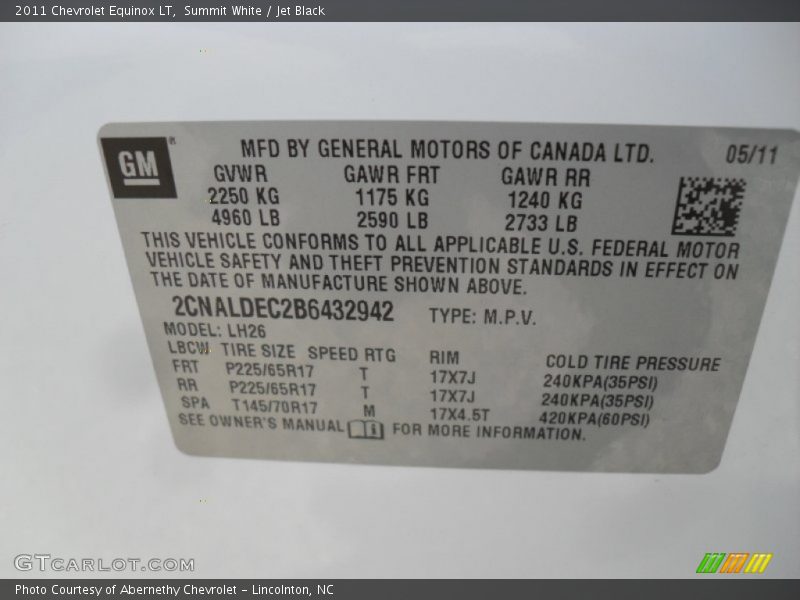 2011 Chevrolet Equinox LT, Summit White / Jet Black
GM®
MFD BY GENERAL MOTORS OF CANADA LTD. 05/11
GVWR GAWR FRT GAWR RR
2250 KG 1175 KG 1240 KG
4960 LB 2590 LB 2733 LB
THIS VEHICLE CONFORMS TO ALL APPLICABLE U.S. FEDERAL MOTOR
VEHICLE SAFETY AND THEFT PREVENTION STANDARDS IN EFFECT ON
THE DATE OF MANUFACTURE SHOWN ABOVE.
2CNALDEC2B6432942 TYPE: M.P.V.
MODEL: LH26
LBCW TIRE SIZE SPEED RTG RIM COLD TIRE PRESSURE
FRT P225/65R17 T 17X7J 240KPA(35PSI)
RR P225/65R17 T 17X7J 240KPA(35PSI)
SPA T145/70R17 M 17X4.5T 420KPA(60PSI)
SEE OWNER'S MANUAL FOR MORE INFORMATION.
GTCARLOT.COM
Photo Courtesy of Abernethy Chevrolet – Lincolnton, NC